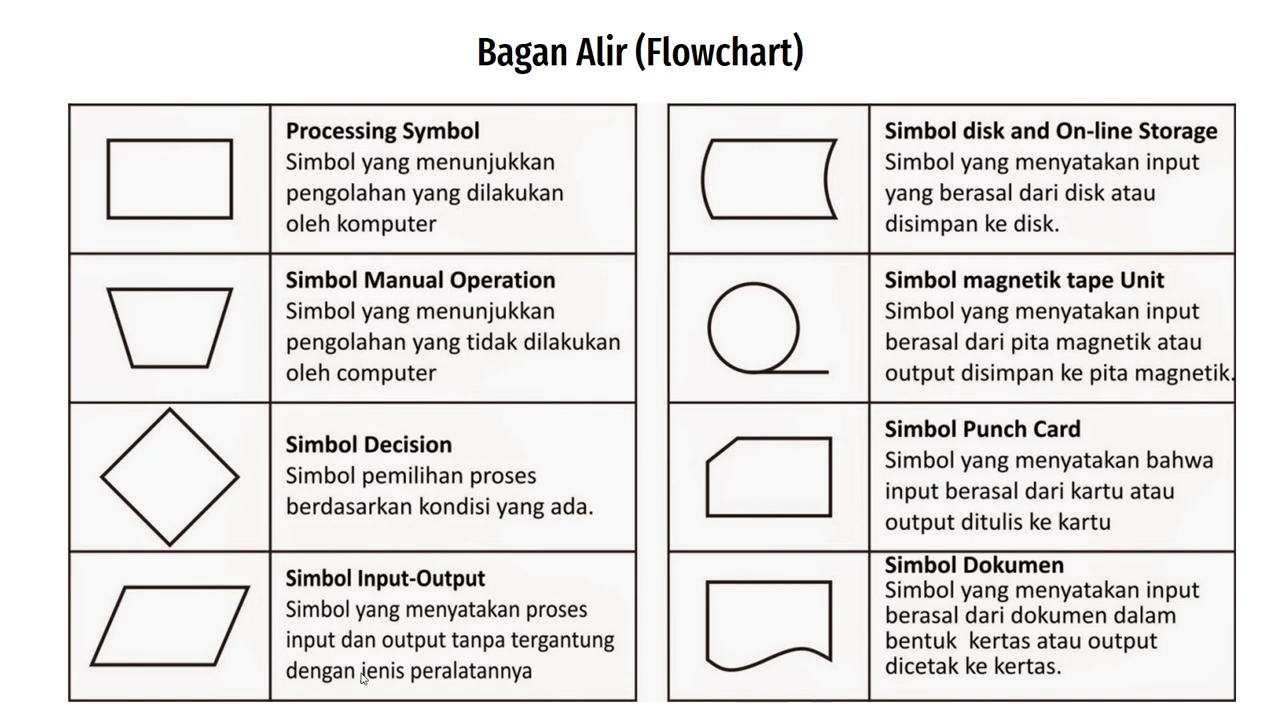 Bagan Alir (Flowchart)
Processing Symbol
Simbol yang menunjukkan
pengolahan yang dilakukan
oleh komputer
Simbol Manual Operation
Simbol yang menunjukkan
pengolahan yang tidak dilakukan
oleh computer
Simbol Decision
Simbol pemilihan proses
berdasarkan kondisi yang ada.
Simbol Input-Output
Simbol yang menyatakan proses
input dan output tanpa tergantung
dengan jenis peralatannya
Simbol disk and On-line Storage
Simbol yang menyatakan input
yang berasal dari disk atau
disimpan ke disk.
Simbol magnetik tape Unit
Simbol yang menyatakan input
berasal dari pita magnetik atau
output disimpan ke pita magnetik.
Simbol Punch Card
Simbol yang menyatakan bahwa
input berasal dari kartu atau
output ditulis ke kartu
Simbol Dokumen
Simbol yang menyatakan input
berasal dari dokumen dalam
bentuk kertas atau output
dicetak ke kertas.